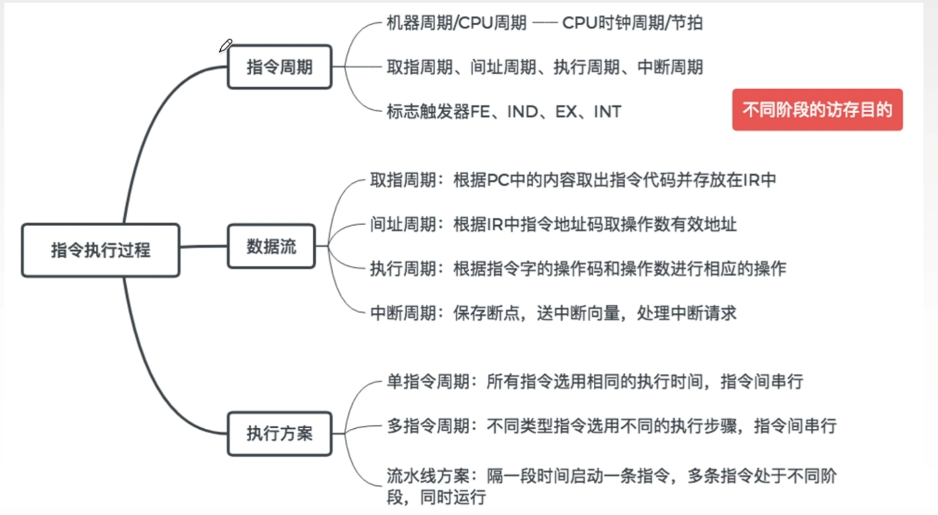 机器周期/CPU周期 —— CPU时钟周期/节拍
指令周期
取指周期、间址周期、执行周期、中断周期
标志触发器FE、IND、EX、INT
不同阶段的访存目的
取指周期：根据PC中的内容取出指令代码并存放在IR中
间址周期：根据IR中指令地址码取操作数有效地址
指令执行过程
数据流
执行周期：根据指令字的操作码和操作数进行相应的操作
中断周期：保存断点，送中断向量，处理中断请求
单指令周期：所有指令选用相同的执行时间，指令间串行
执行方案
多指令周期：不同类型指令选用不同的执行步骤，指令间串行
流水线方案：隔一段时间启动一条指令，多条指令处于不同阶
段，同时运行